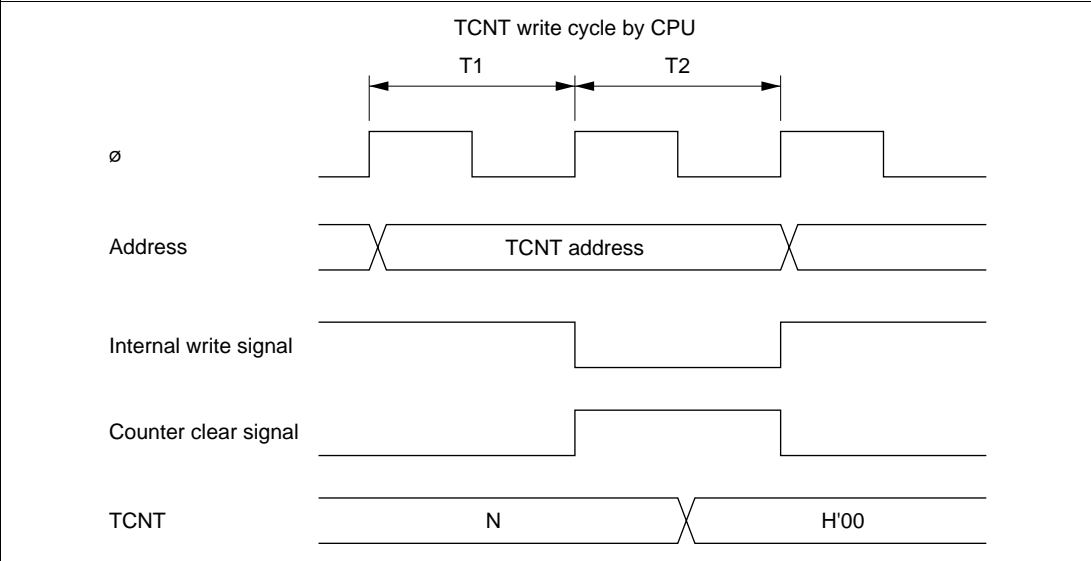 TCNT write cycle by CPU
T1 T2
ø
Address TCNT address
Internal write signal
Counter clear signal
TCNT N H'00